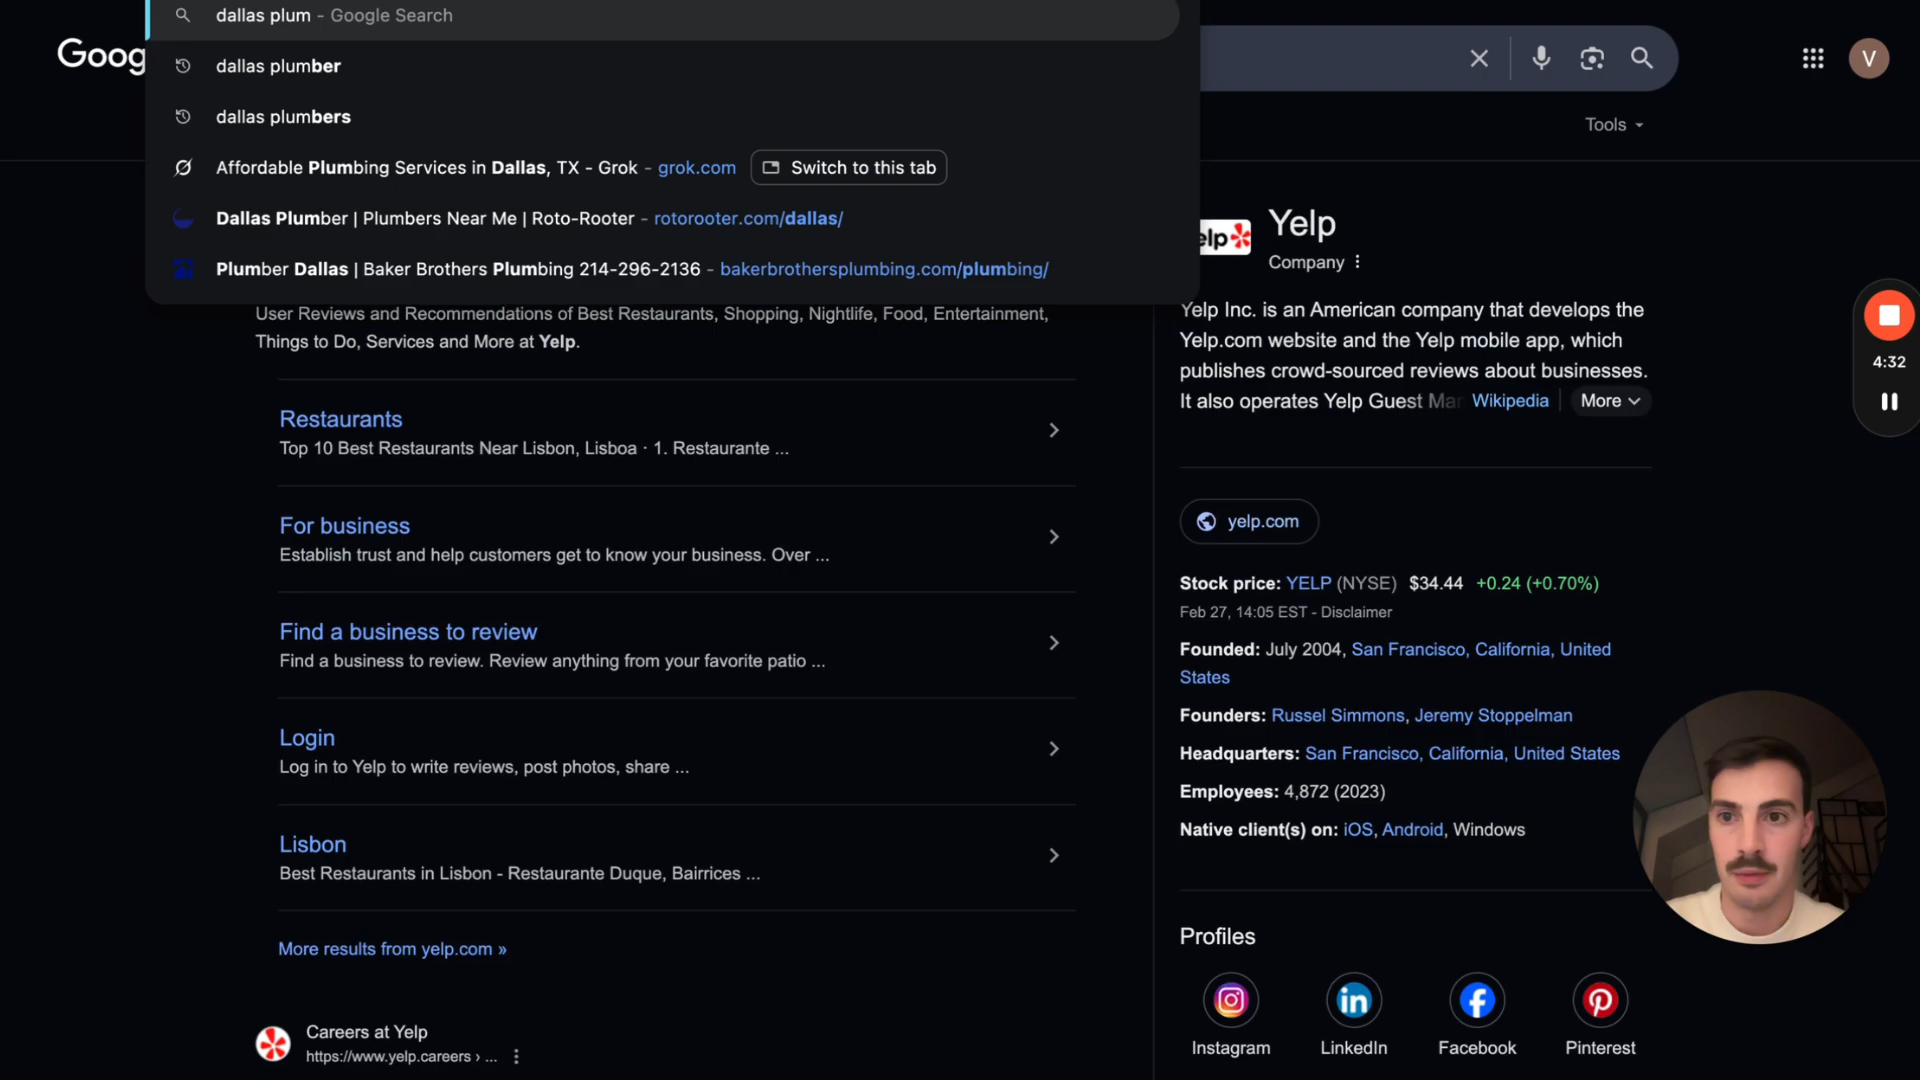 dallas plum - Google Search
Goog
dallas plumber
dallas plumbers
Affordable Plumbing Services in Dallas, TX - Grok - grok.com Switch to this tab
Dallas Plumber | Plumbers Near Me | Roto-Rooter - rotorooter.com/dallas/
Plumber Dallas | Baker Brothers Plumbing 214-296-2136 - bakerbrothersplumbing.com/plumbing/
V
Tools
User Reviews and Recommendations of Best Restaurants, Shopping, Nightlife, Food, Entertainment,
Things to Do, Services and More at Yelp.
Restaurants
Top 10 Best Restaurants Near Lisbon, Lisboa · 1. Restaurante ...
For business
Establish trust and help customers get to know your business. Over ...
Find a business to review
Find a business to review. Review anything from your favorite patio ...
Login
Log in to Yelp to write reviews, post photos, share ...
Lisbon
Best Restaurants in Lisbon - Restaurante Duque, Bairrices ...
More results from yelp.com »
Careers at Yelp
https://www.yelp.careers › ...
elp
Yelp
Company
Yelp Inc. is an American company that develops the
Yelp.com website and the Yelp mobile app, which
publishes crowd-sourced reviews about businesses.
It also operates Yelp Guest Mar Wikipedia More
yelp.com
Stock price: YELP (NYSE) $34.44 +0.24 (+0.70%)
Feb 27, 14:05 EST - Disclaimer
Founded: July 2004, San Francisco, California, United
States
Founders: Russel Simmons, Jeremy Stoppelman
Headquarters: San Francisco, California, United States
Employees: 4,872 (2023)
Native client(s) on: iOS, Android, Windows
Profiles
Instagram LinkedIn Facebook Pinterest
4:32